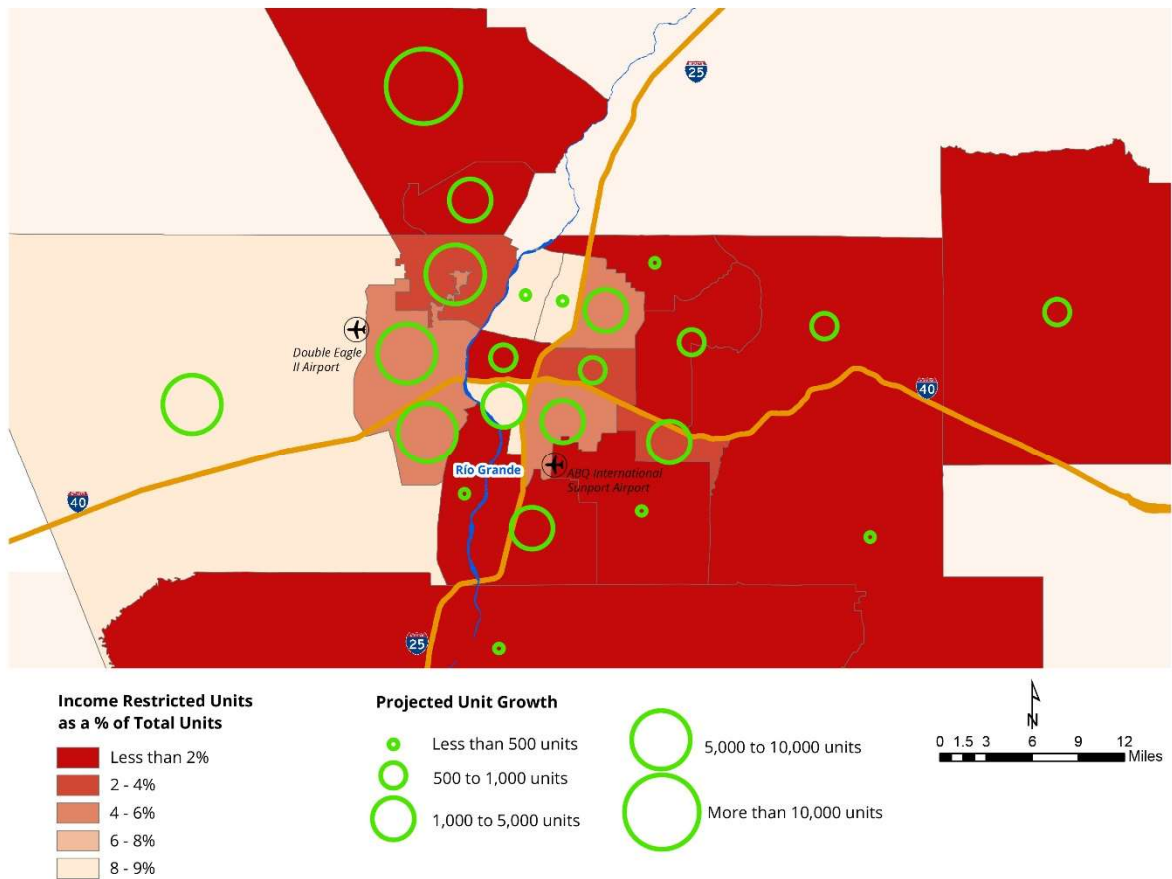 25
Double Eagle
II Airport
40
Río Grande
ABQ International
Sunport Airport
40
25
Income Restricted Units
as a % of Total Units
Less than 2%
2 - 4%
4 - 6%
6 - 8%
8 - 9%
Projected Unit Growth
Less than 500 units
500 to 1,000 units
1,000 to 5,000 units
5,000 to 10,000 units
More than 10,000 units
N
0 1.5 3 6 9 12
Miles